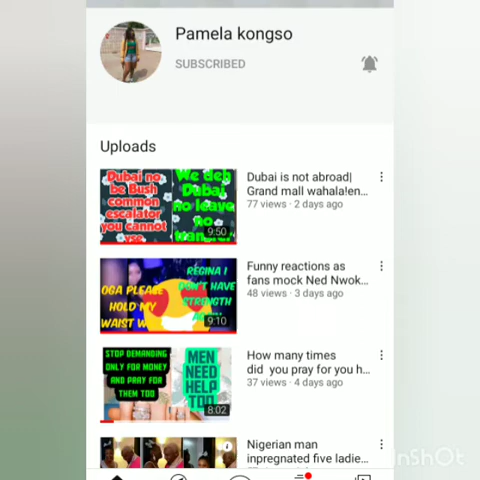 Pamela kongso
SUBSCRIBED
Uploads
Dubai no
be Bush
common
escalator
you cannot
use
We deh
Dubai
no leave
no
9:50
Dubai is not abroad|
Grand mall wahala!en...
77 views · 2 days ago
OGA PLEASE
HOLD MY
WAIST W
REGINA I
DON'T HAVE
STRENGTH
9:10
Funny reactions as
fans mock Ned Nwok...
48 views · 3 days ago
STOP DEMANDING
ONLY FOR MONEY
AND PRAY FOR
THEM TOO
MEN
NEED
HELP
TOO
8:02
How many times
did you pray for you h...
37 views · 4 days ago
Nigerian man
inpregnated five ladie...
InShOt